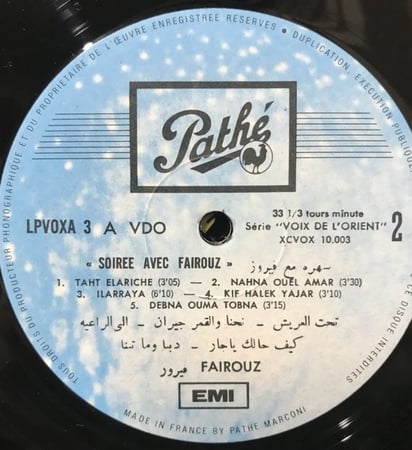 TOUS DROITS DU PRODUCTEUR PHONOGRAPHIQUE ET DU PROPRIETAIRE DE L'ŒUVRE ENREGISTREE RESERVES • DUPLICATION EXECUTION PUBLIQUE
DISQUE INTERDITES
Pathé
LPVOXA 3 A VDO
33 1/3 tours minute
Série "VOIX DE L'ORIENT"
XCVOX 10.003
2
« SOIREE AVEC FAIROUZ » سهره مع فيروز
1. TAHT ELARICHE (3'05) — 2. NAHNA OUEL AMAR (3'30)
3. ILARRAYA (6'10) — 4. KIF HÁLEK YAJAR (3'10)
5. DEBNA OUMA TOBNA (3'15)
تحت العريش - نحنا والقمر جيران - الى الراعيه
كيف حالك ياجار - دبنا وما تبنا
FAIROUZ فيروز
EMI
MADE IN FRANCE BY PATHE MARCONI